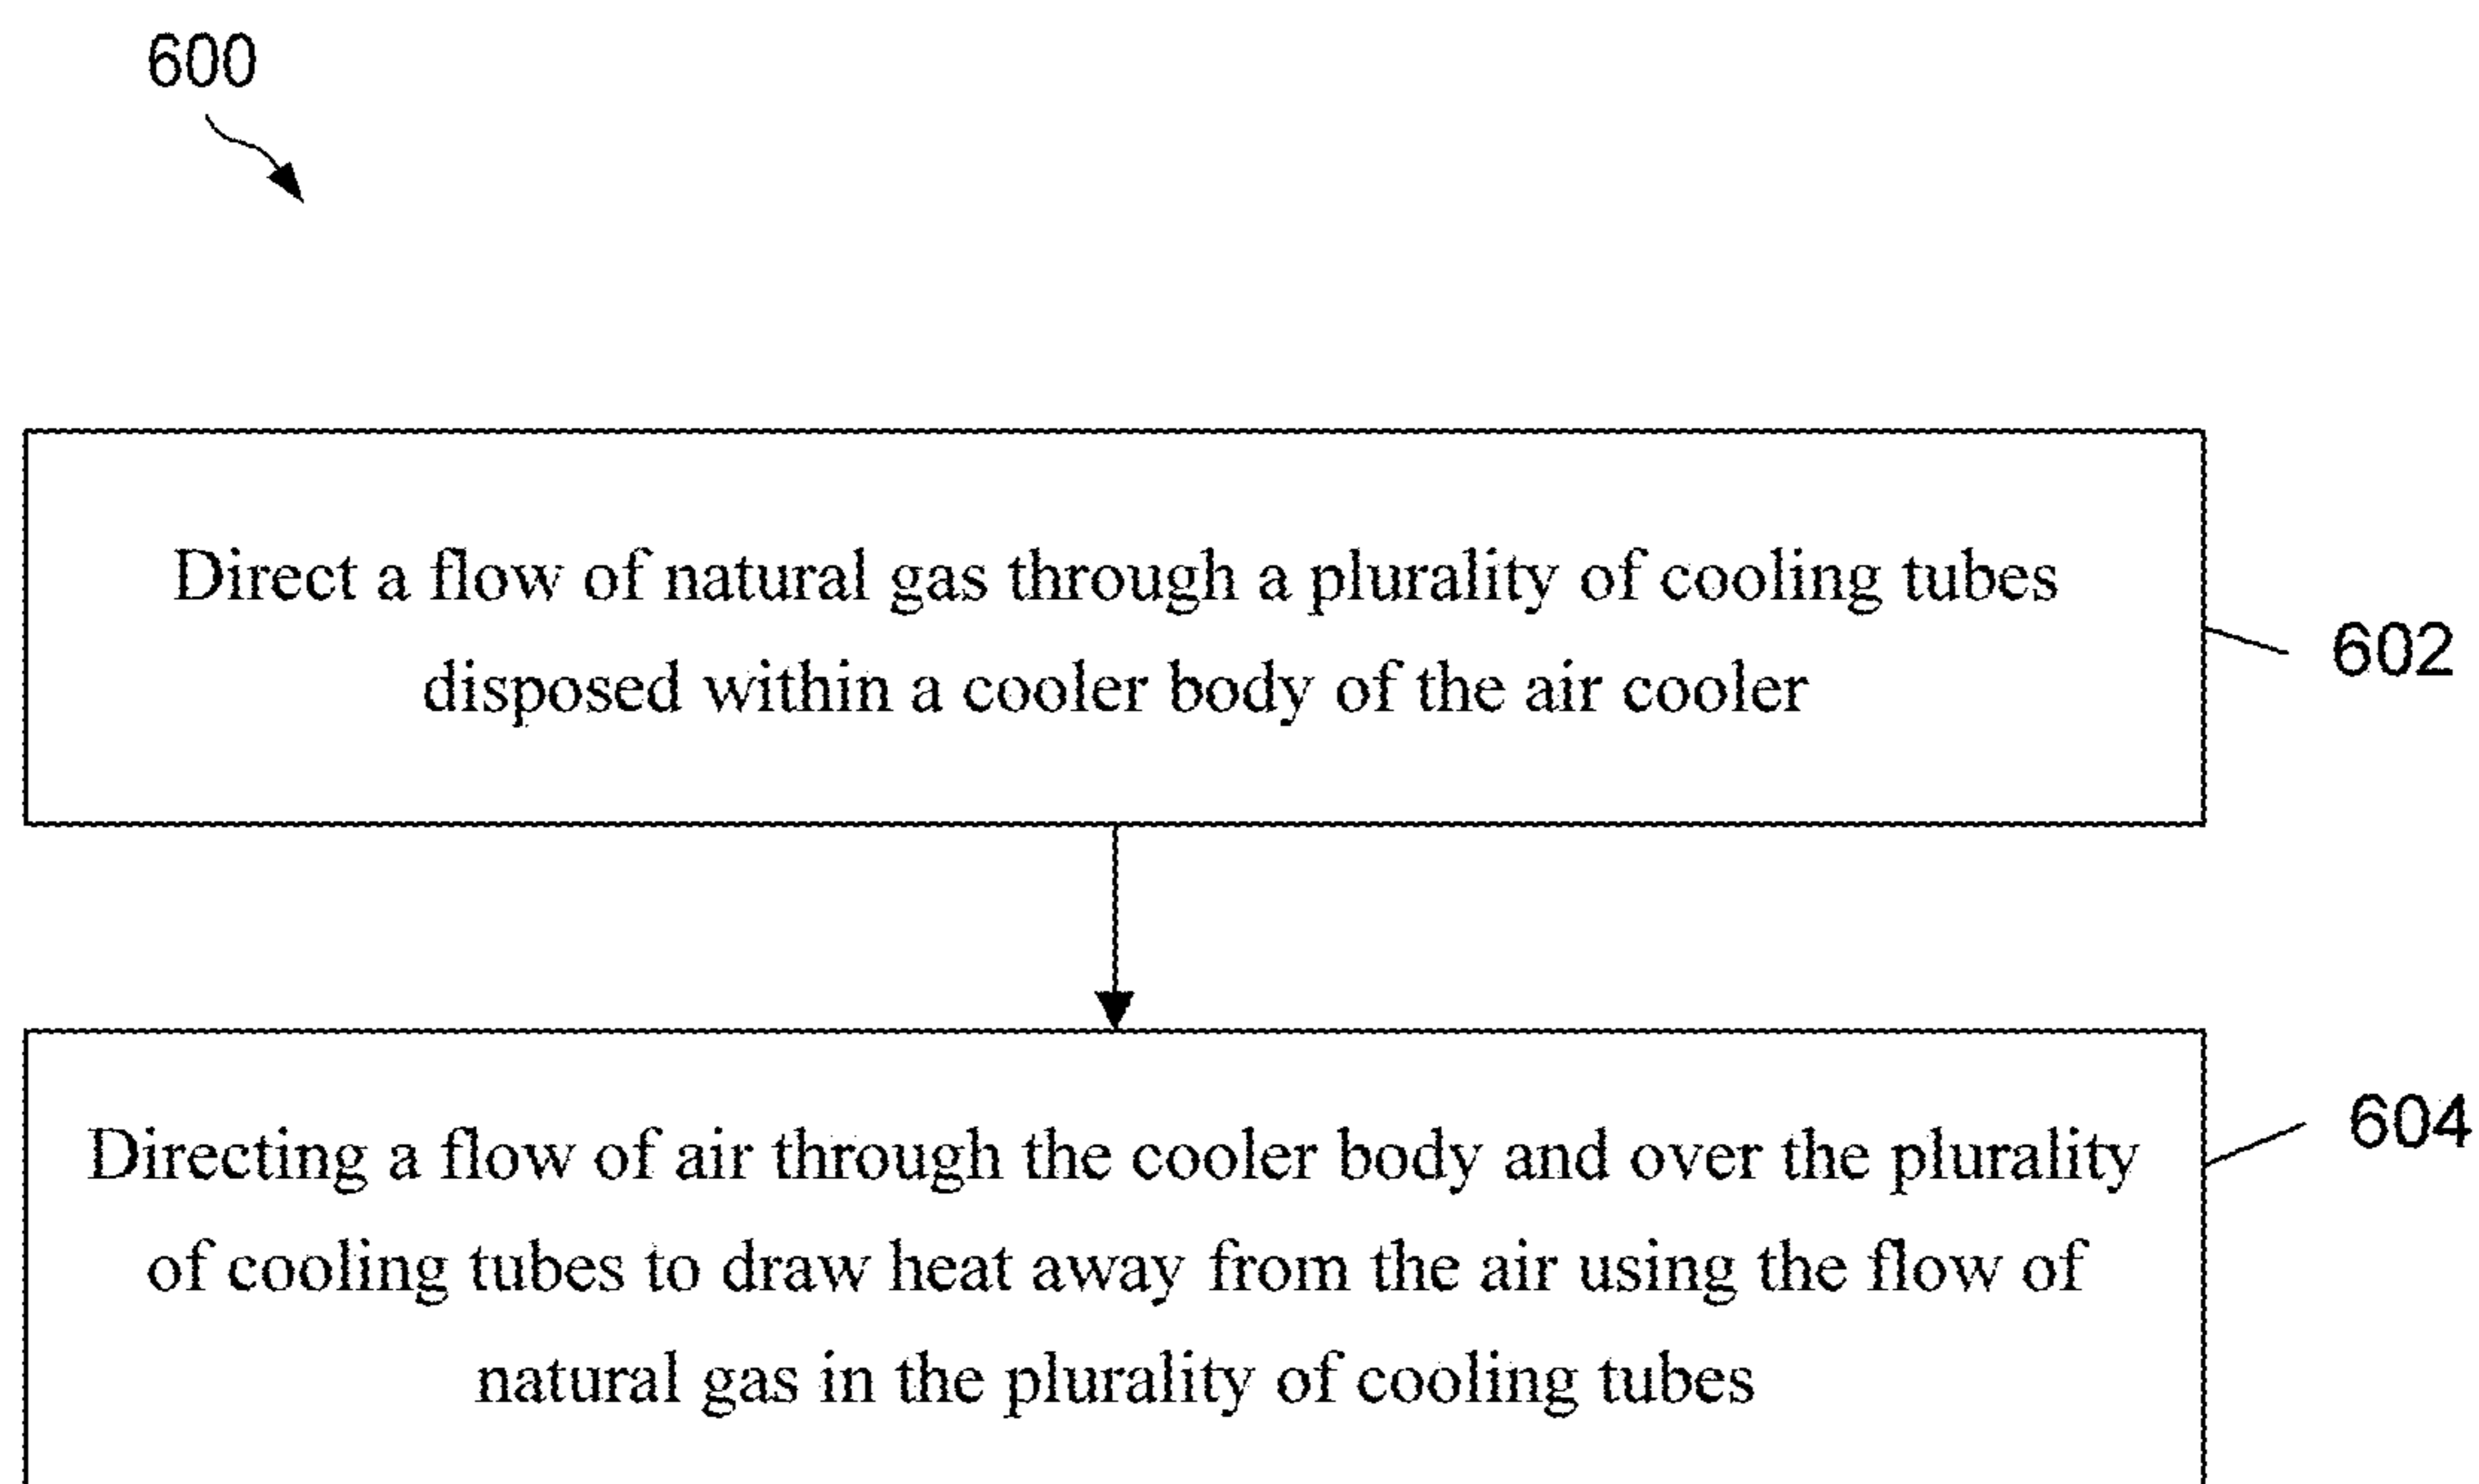 600
Direct a flow of natural gas through a plurality of cooling tubes
disposed within a cooler body of the air cooler
602
Directing a flow of air through the cooler body and over the plurality
of cooling tubes to draw heat away from the air using the flow of
natural gas in the plurality of cooling tubes
604